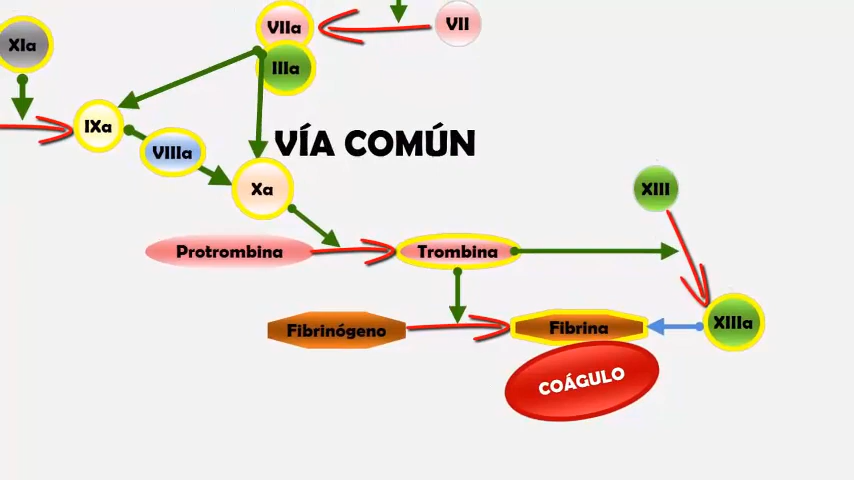 VIIa
VII
XIa
IIIa
IXa
VIIIa
VÍA COMÚN
Xa
XIII
Protrombina
Trombina
Fibrinógeno
Fibrina
XIIIa
COÁGULO